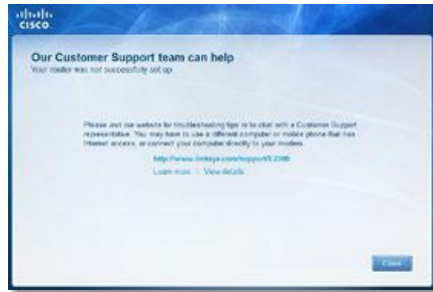 CISCO
Our Customer Support team can help
Your router was not successfully set up
Please visit our website for troubleshooting tips or to chat with a Customer Support
representative. You may have to use a different computer or mobile phone that has
Internet access, or connect your computer directly to your modem.
Learn more | View details
Close